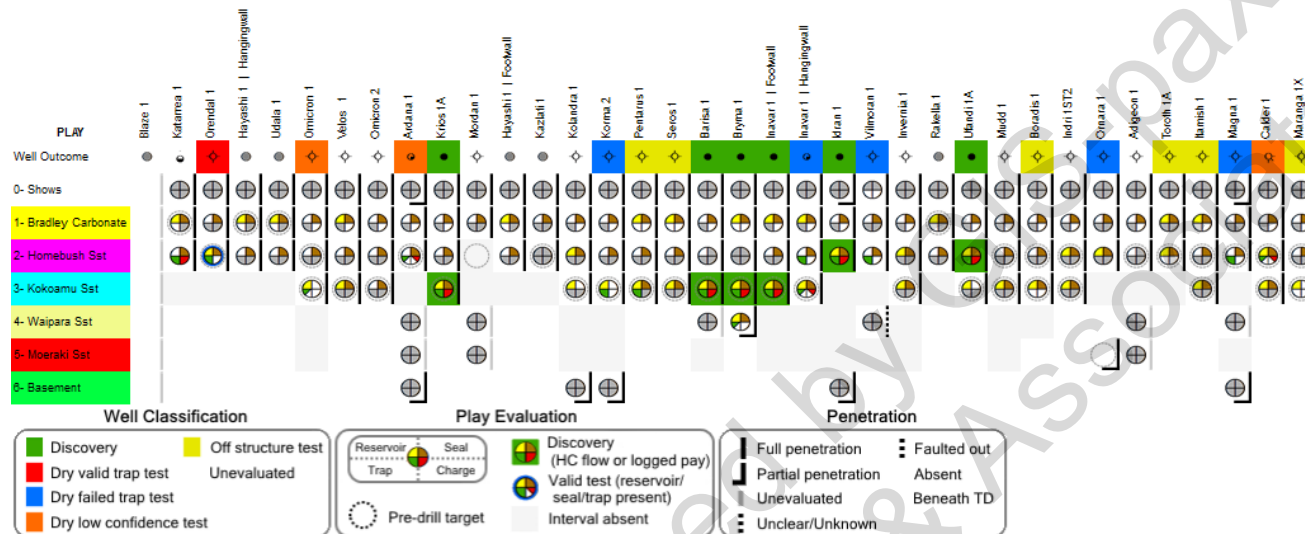 Blaze 1
Katarrea 1
Orendal 1
Hayashi 1 | Hangingwall
Udala 1
Omicron 1
Velos 1
Omicron 2
Ardana 1
Krios 1A
Mordan 1
Hayashi 1 | Footwall
Kazlati 1
Kolandra 1
Korma 2
Pentarus 1
Seros 1
Barisa 1
Bryma 1
Inavar 1 | Footwall
Inavar 1 | Hangingwall
Idran 1
Vilmoran 1
Invernia 1
Rakella 1
Ulandi 1A
Mudd 1
Boradis 1
Indri I ST2
Omara 1
Adigeon 1
Toroth 1A
Itamish 1
Magna 1
Calder 1
Maranga 1X
PLAY
Well Outcome
0- Shows
1- Bradley Carbonate
2- Homebush Sst
3- Kokoamu Sst
4- Waipara Sst
5- Moeraki Sst
6- Basement
Well Classification
Discovery
Off structure test
Dry valid trap test
Unevaluated
Dry failed trap test
Dry low confidence test
Play Evaluation
Reservoir
Seal
Trap
Charge
Pre-drill target
Discovery
(HC flow or logged pay)
Valid test (reservoir/
seal/trap present)
Interval absent
Penetration
Full penetration
Faulted out
Partial penetration
Absent
Unevaluated
Beneath TD
Unclear/Unknown